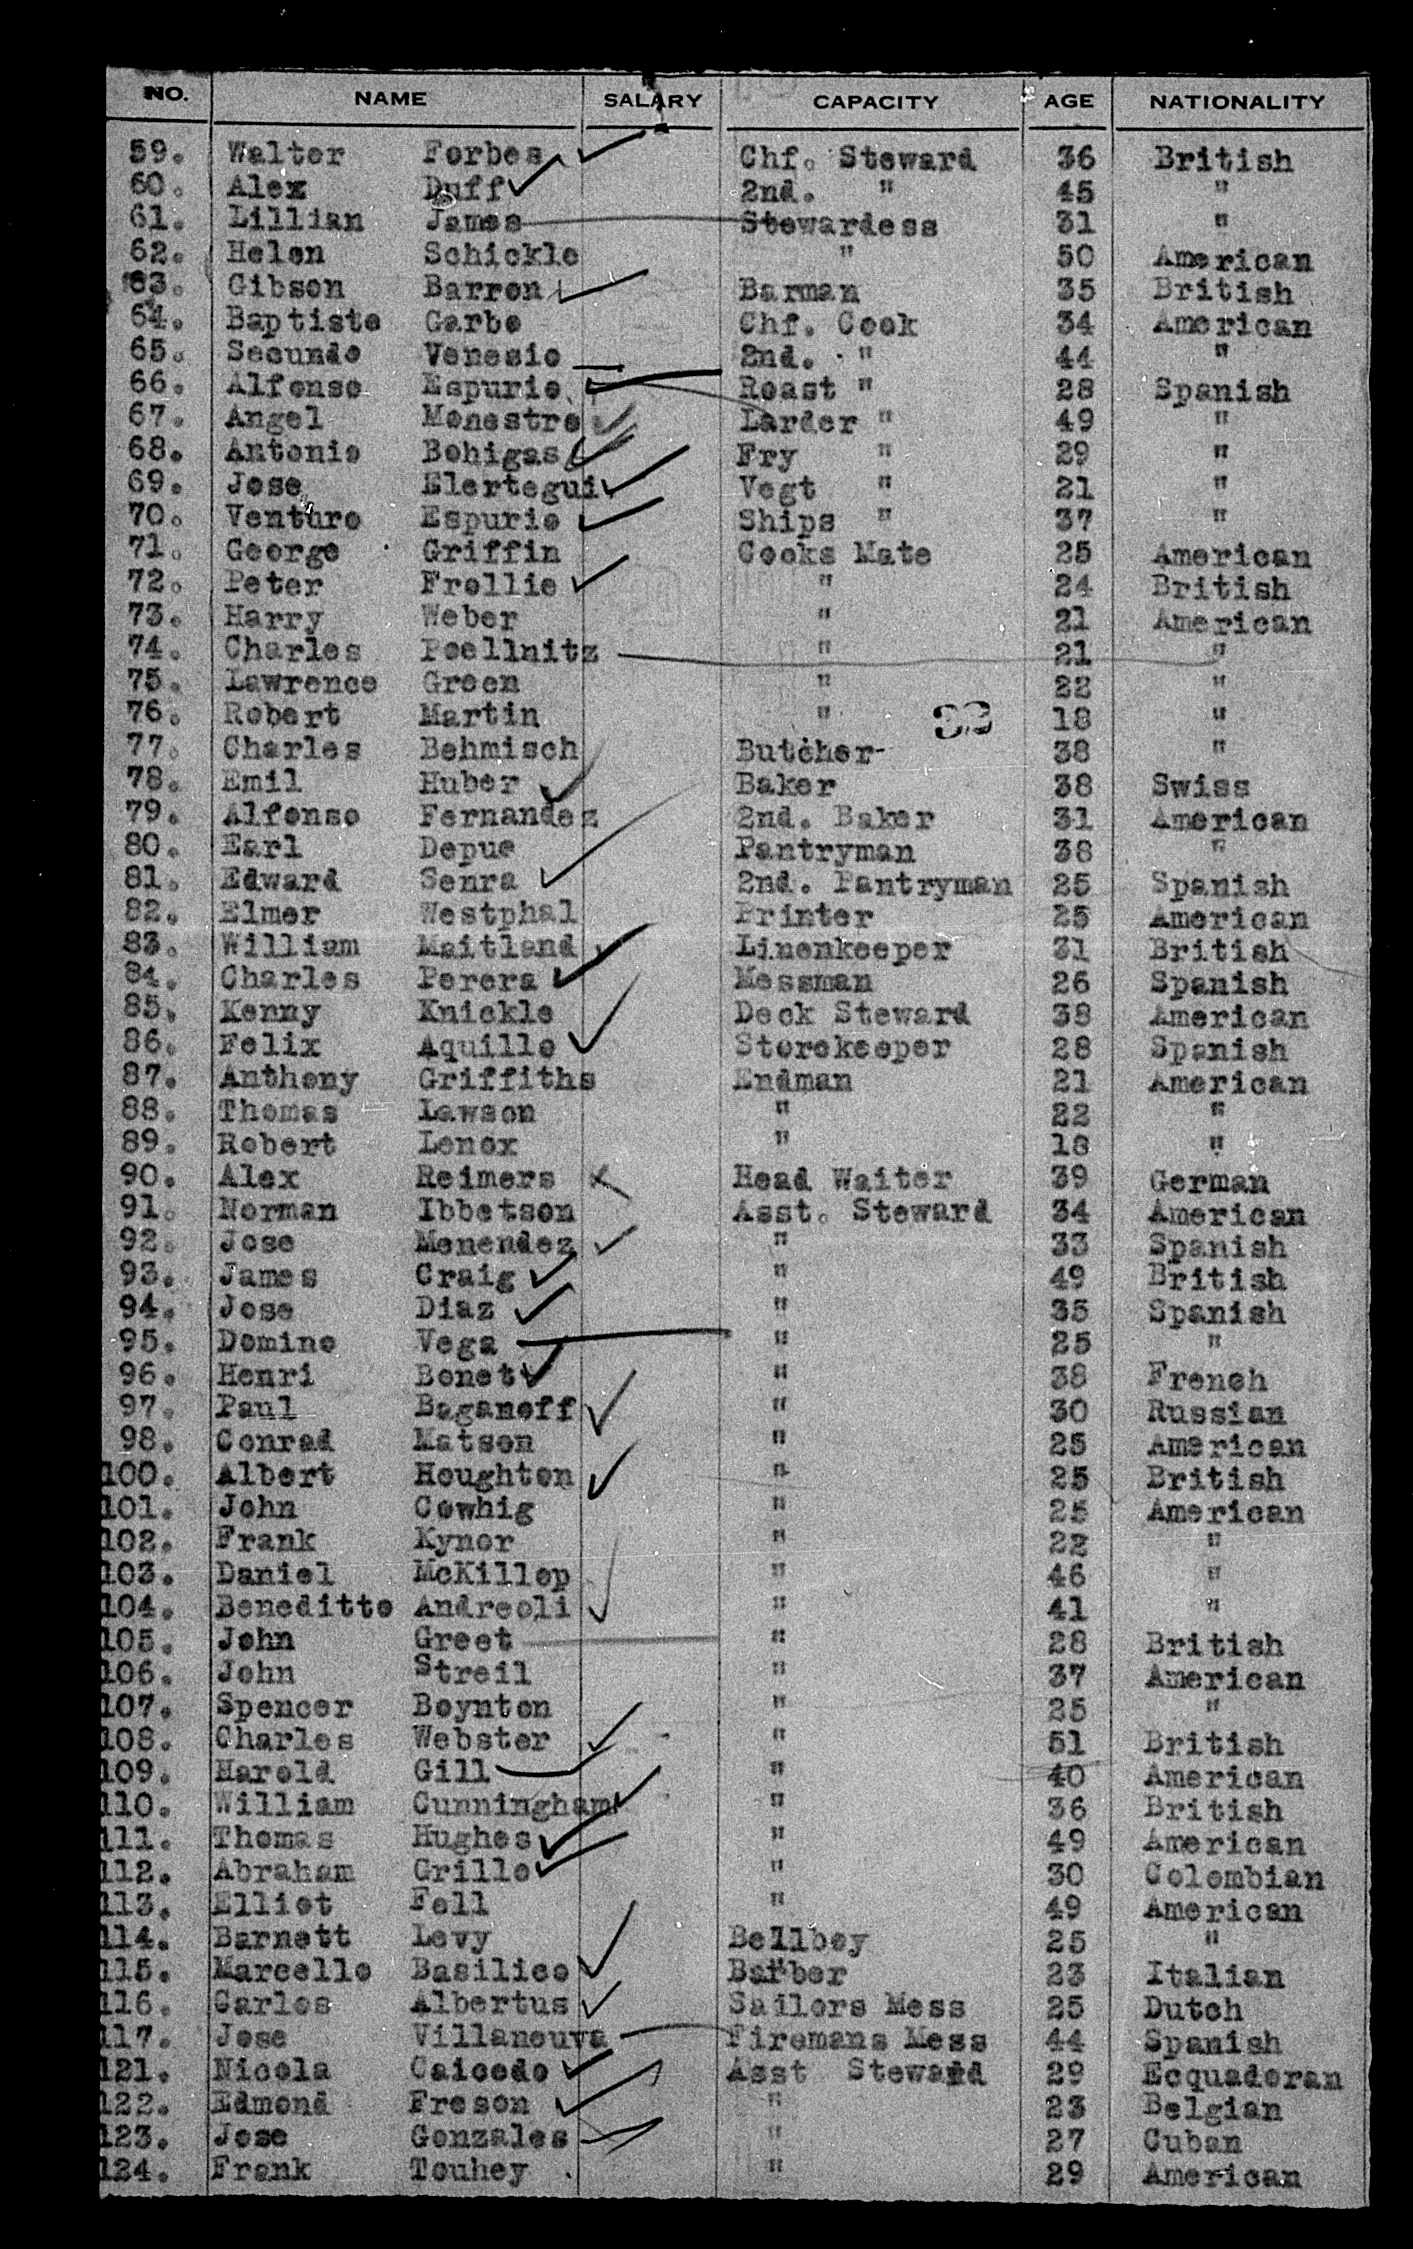 NO. NAME SALARY CAPACITY AGE NATIONALITY
59. Walter Forbes Chf. Steward 36 British
60. Alex Duff 2nd. " 45 "
61. Lillian James Stewardess 31 "
62. Helen Schickle " 50 American
63. Gibson Barron Barman 35 British
64. Baptiste Garbe Chf. Cook 34 American
65. Secundo Venesio 2nd. " 44 "
66. Alfonso Espurio Roast " 28 Spanish
67. Angel Monestro Larder " 49 "
68. Antonio Bohigas Fry " 29 "
69. Jose Elertegui Vegt " 21 "
70. Venturo Espurio Ships " 37 "
71. George Griffin Cooks Mate 25 American
72. Peter Frollie " 24 British
73. Harry Weber " 21 American
74. Charles Poellnitz " 21 "
75. Lawrence Green " 22 "
76. Robert Martin " 18 "
77. Charles Behmisch Butcher 38 "
78. Emil Huber Baker 38 Swiss
79. Alfonso Fernandez 2nd. Baker 31 American
80. Earl Depue Pantryman 38 "
81. Edward Senra 2nd. Pantryman 25 Spanish
82. Elmer Westphal Printer 25 American
83. William Maitland Linenkeeper 31 British
84. Charles Perera Messman 26 Spanish
85. Kenny Knickle Deck Steward 38 American
86. Felix Aquillo Storekeeper 28 Spanish
87. Anthony Griffiths Endman 21 American
88. Thomas Lawson " 22 "
89. Robert Lenox " 18 "
90. Alex Reimers Head Waiter 39 German
91. Norman Ibbetson Asst. Steward 34 American
92. Jose Menendez " 33 Spanish
93. James Craig " 49 British
94. Jose Diaz " 35 Spanish
95. Domino Vega " 25 "
96. Henri Bonet " 38 French
97. Paul Baganoff " 30 Russian
98. Conrad Matson " 25 American
100. Albert Houghton " 25 British
101. John Cowhig " 25 American
102. Frank Kynor " 22 "
103. Daniel McKillop " 46 "
104. Beneditto Andreoli " 41 "
105. John Greet " 28 British
106. John Streil " 37 American
107. Spencer Boynton " 25 "
108. Charles Webster " 51 British
109. Harold Gill " 40 American
110. William Cunningham " 36 British
111. Thomas Hughes " 49 American
112. Abraham Grillo " 30 Colombian
113. Elliot Fell " 49 American
114. Barnett Levy Bellboy 25 "
115. Marcello Basilico Barber 23 Italian
116. Carlos Albertus Sailors Mess 25 Dutch
117. Jose Villanouva Firemans Mess 44 Spanish
121. Nicola Caicedo Asst Steward 29 Ecquadoran
122. Edmond Freson " 23 Belgian
123. Jose Gonzales " 27 Cuban
124. Frank Touhey " 29 American